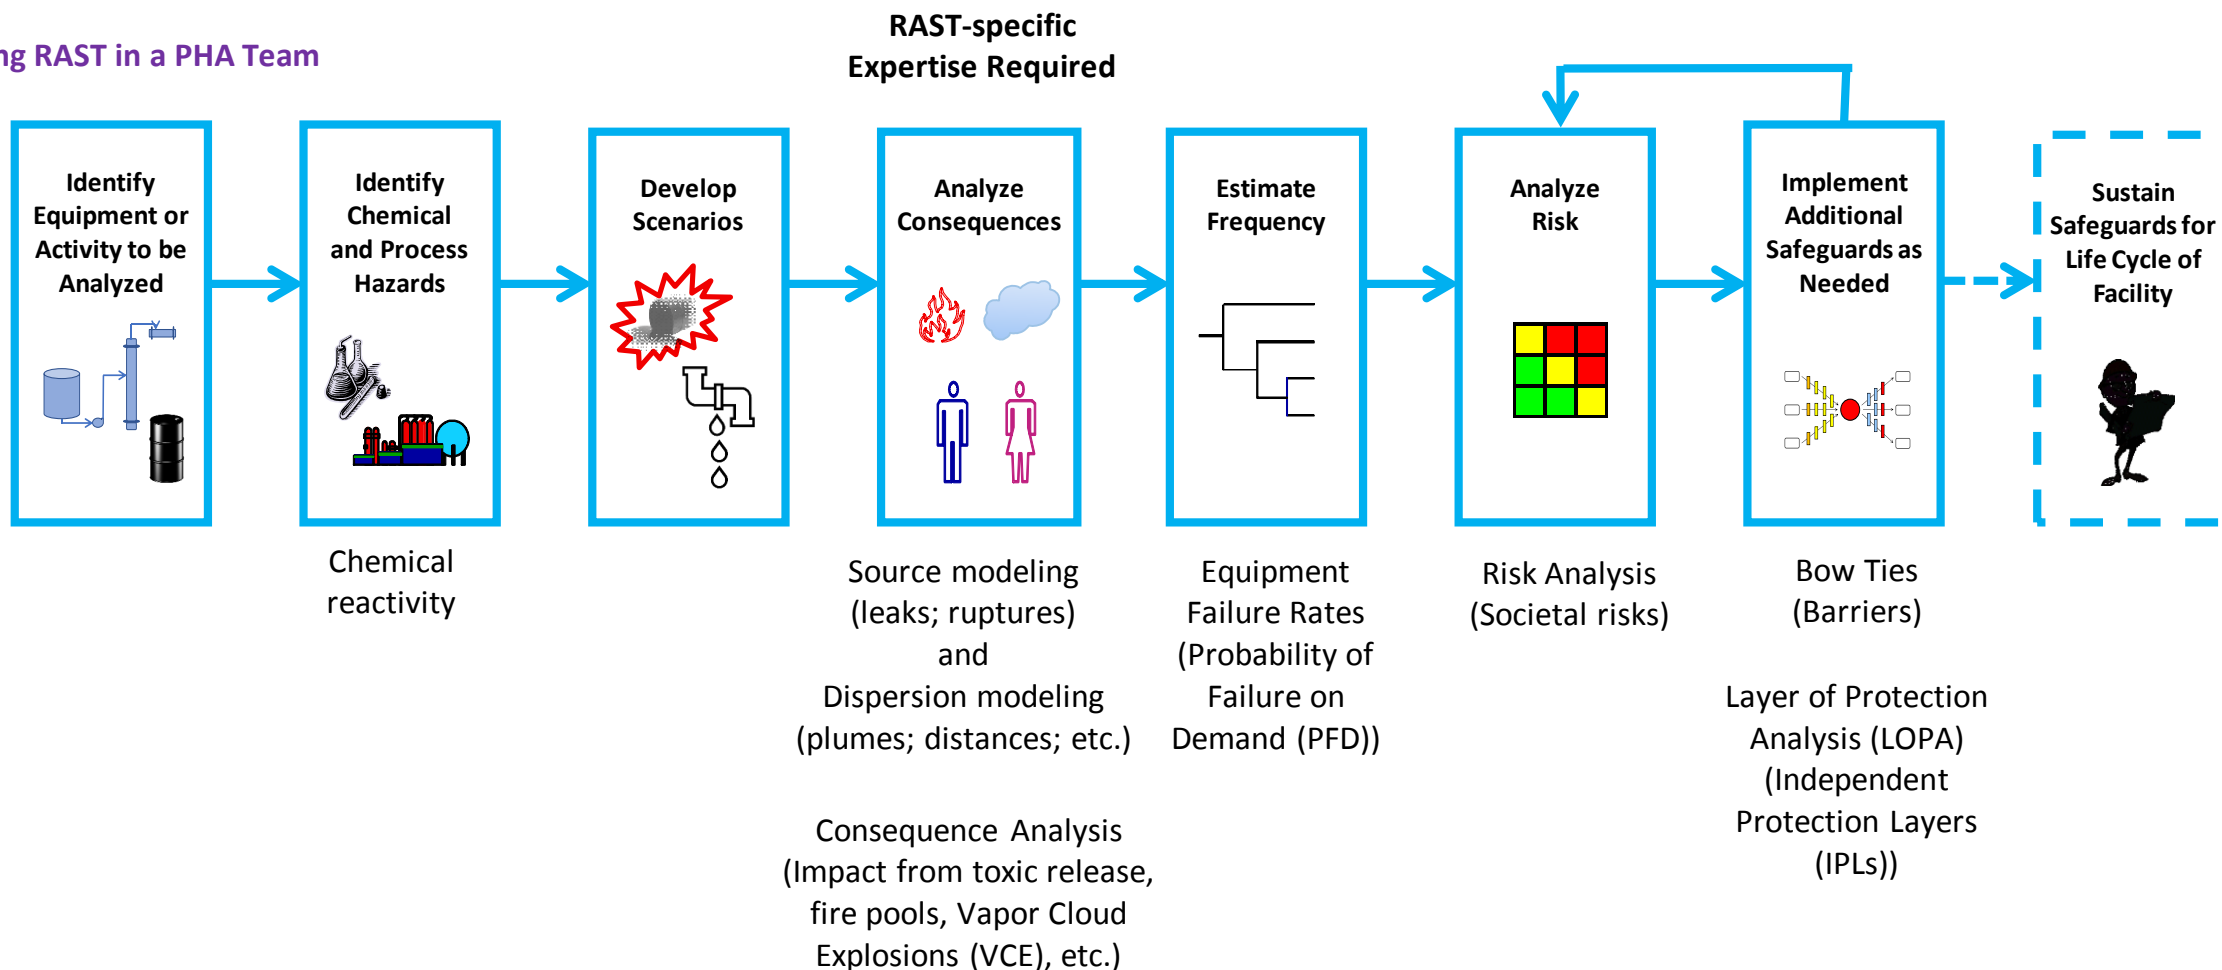 RAST-specific
Expertise Required
ng RAST in a PHA Team
Identify
Equipment or
Activity to be
Analyzed
Identify
Chemical
and Process
Hazards
Develop
Scenarios
Analyze
Consequences
Estimate
Frequency
Analyze
Risk
Implement
Additional
Safeguards as
Needed
Sustain
Safeguards for
Life Cycle of
Facility
Chemical
reactivity
Source modeling
(leaks; ruptures)
and
Dispersion modeling
(plumes; distances; etc.)
Consequence Analysis
(Impact from toxic release,
fire pools, Vapor Cloud
Explosions (VCE), etc.)
Equipment
Failure Rates
(Probability of
Failure on
Demand (PFD))
Risk Analysis
(Societal risks)
Bow Ties
(Barriers)
Layer of Protection
Analysis (LOPA)
(Independent
Protection Layers
(IPLs))